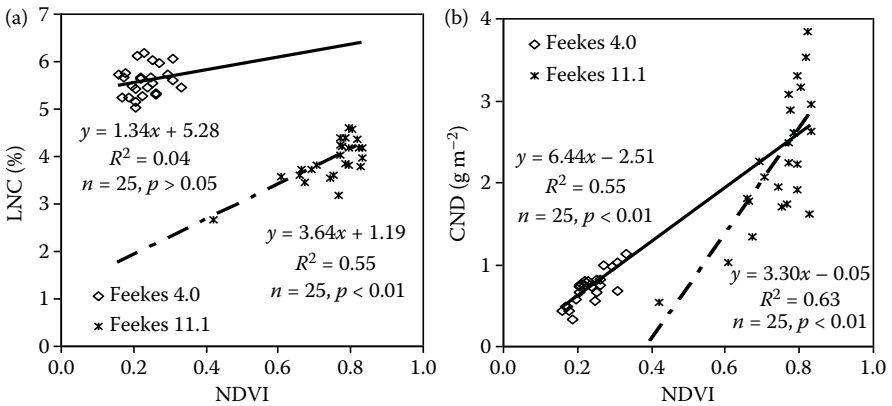 (a)
7
6
5
4
3
2
1
0
LNC (%)
y = 1.34x + 5.28
R² = 0.04
n = 25, p > 0.05
y = 3.64x + 1.19
R² = 0.55
n = 25, p < 0.01
Feekes 4.0
Feekes 11.1
0.0 0.2 0.4 0.6 0.8 1.0
NDVI
(b)
4
3
2
1
0
CND (g m⁻²)
Feekes 4.0
Feekes 11.1
y = 6.44x – 2.51
R² = 0.55
n = 25, p < 0.01
y = 3.30x – 0.05
R² = 0.63
n = 25, p < 0.01
0.0 0.2 0.4 0.6 0.8 1.0
NDVI